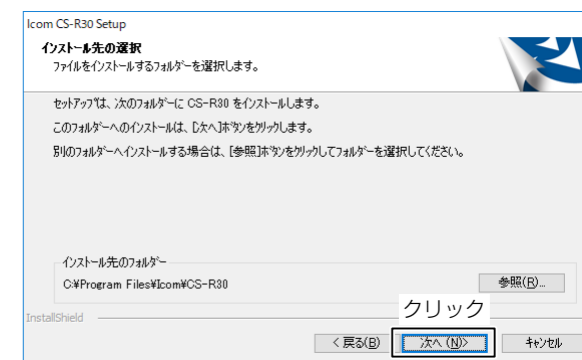 Icom CS-R30 Setup
インストール先の選択
ファイルをインストールするフォルダーを選択します。
セットアップは、次のフォルダーに CS-R30 をインストールします。
このフォルダーへのインストールは、[次へ]ボタンをクリックします。
別のフォルダーへインストールする場合は、[参照]ボタンをクリックしてフォルダーを選択してください。
インストール先のフォルダー
C:¥Program Files¥Icom¥CS-R30
参照(R)...
クリック
InstallShield
< 戻る(B)
次へ (N)>
キャンセル